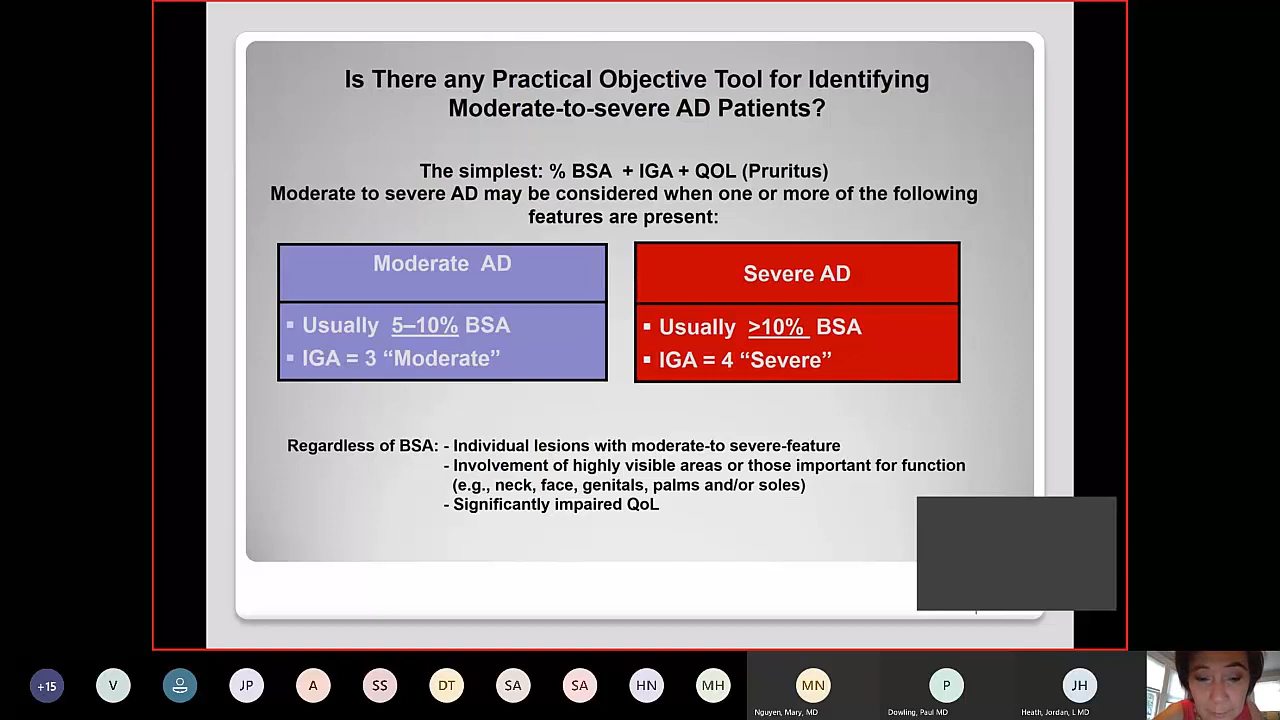 Is There any Practical Objective Tool for Identifying
Moderate-to-severe AD Patients?
The simplest: % BSA + IGA + QOL (Pruritus)
Moderate to severe AD may be considered when one or more of the following
features are present:
Moderate AD
▪ Usually 5–10% BSA
▪ IGA = 3 “Moderate”
Severe AD
▪ Usually >10% BSA
▪ IGA = 4 “Severe”
Regardless of BSA: - Individual lesions with moderate-to severe-feature
- Involvement of highly visible areas or those important for function
(e.g., neck, face, genitals, palms and/or soles)
- Significantly impaired QoL
+15 V JP A SS DT SA SA HN MH MN P JH
Nguyen, Mary, MD Dowling, Paul MD Heath, Jordan, L MD